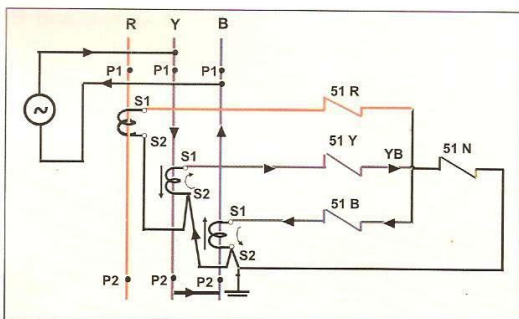 R Y B
P1 P1 P1
S1 51 R
S2
S1 51 Y YB 51 N
S2
S1 51 B
S2
P2 P2 P2